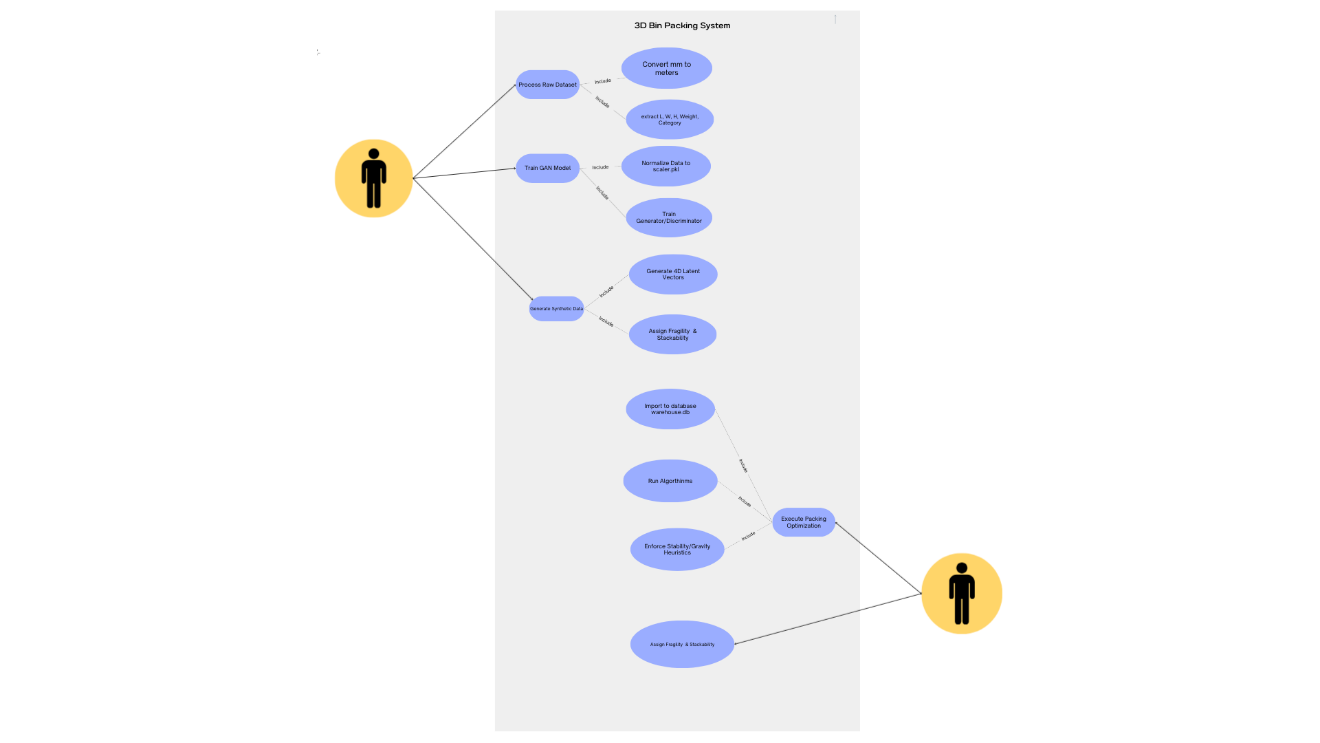 3D Bin Packing System
Convert mm to
meters
Process Raw Dataset
include
include
extract L, W, H, Weight,
Category
Normalize Data to
scaler.pkl
Train GAN Model
include
include
Train
Generator/Discriminator
Generate 4D Latent
Vectors
include
Generate Synthetic Data
include
Assign Fragility &
Stackability
Import to database
warehouse.db
include
Run Algorthinms
include
Execute Packing
Optimization
include
Enforce Stability/Gravity
Heuristics
Assign Fragility & Stackability